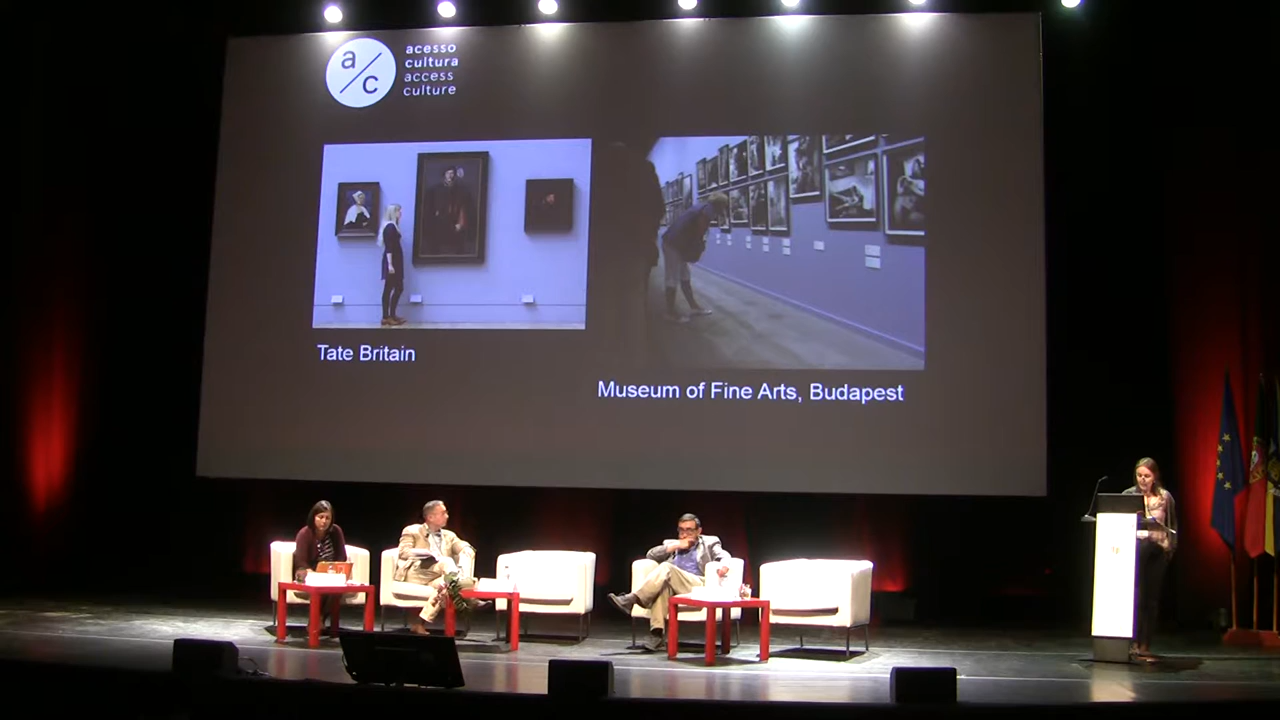 a/c
acesso
cultura
access
culture
Tate Britain
Museum of Fine Arts, Budapest